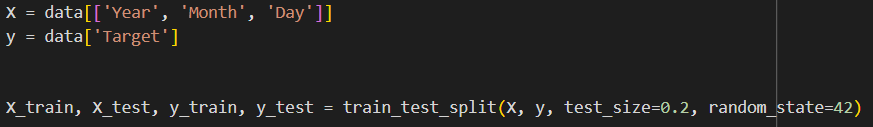 X = data[['Year', 'Month', 'Day']]
y = data['Target']
X_train, X_test, y_train, y_test = train_test_split(X, y, test_size=0.2, random_state=42)